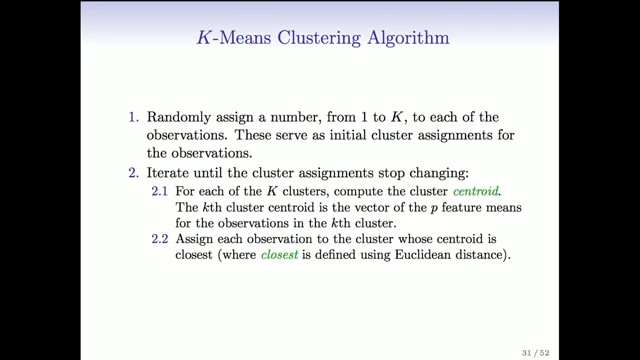 K-Means Clustering Algorithm
1. Randomly assign a number, from 1 to K, to each of the
observations. These serve as initial cluster assignments for
the observations.
2. Iterate until the cluster assignments stop changing:
2.1 For each of the K clusters, compute the cluster centroid.
The kth cluster centroid is the vector of the p feature means
for the observations in the kth cluster.
2.2 Assign each observation to the cluster whose centroid is
closest (where closest is defined using Euclidean distance).
31 / 52